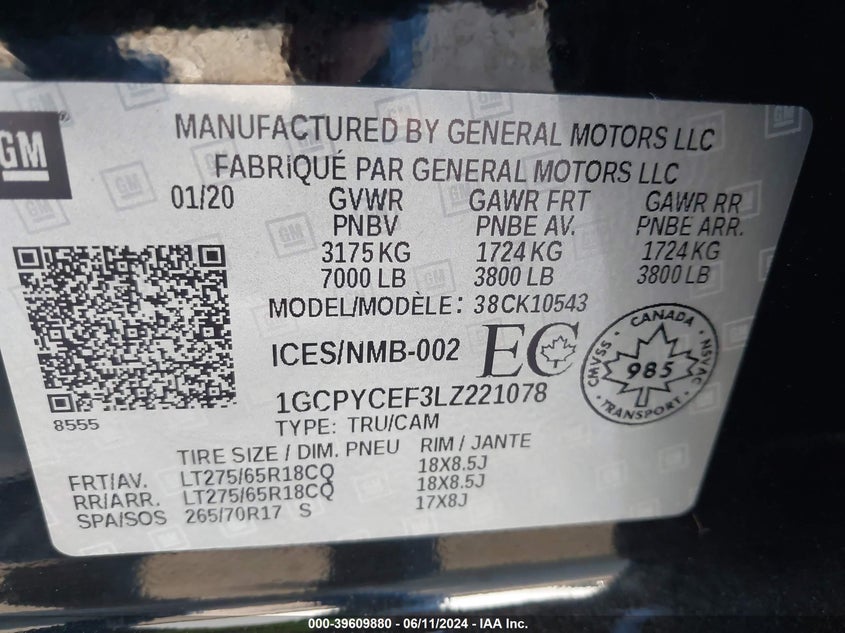 GM
MANUFACTURED BY GENERAL MOTORS LLC
FABRIQUÉ PAR GENERAL MOTORS LLC
01/20 GVWR GAWR FRT GAWR RR
PNBV PNBE AV. PNBE ARR.
3175 KG 1724 KG 1724 KG
7000 LB 3800 LB 3800 LB
MODEL/MODÈLE: 38CK10543
ICES/NMB-002 EC
CANADA
CMVSS 985 NSVAC
TRANSPORT
1GCPYCEF3LZ221078
8555
TYPE: TRU/CAM
TIRE SIZE / DIM. PNEU RIM / JANTE
FRT/AV. LT275/65R18CQ 18X8.5J
RR/ARR. LT275/65R18CQ 18X8.5J
SPA/SOS 265/70R17 S 17X8J
000-39609880 - 06/11/2024 - IAA Inc.